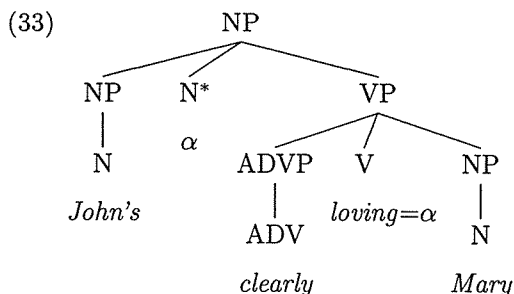 (33) NP
NP N* VP
N α ADVP V NP
John's ADV loving=α N
clearly Mary